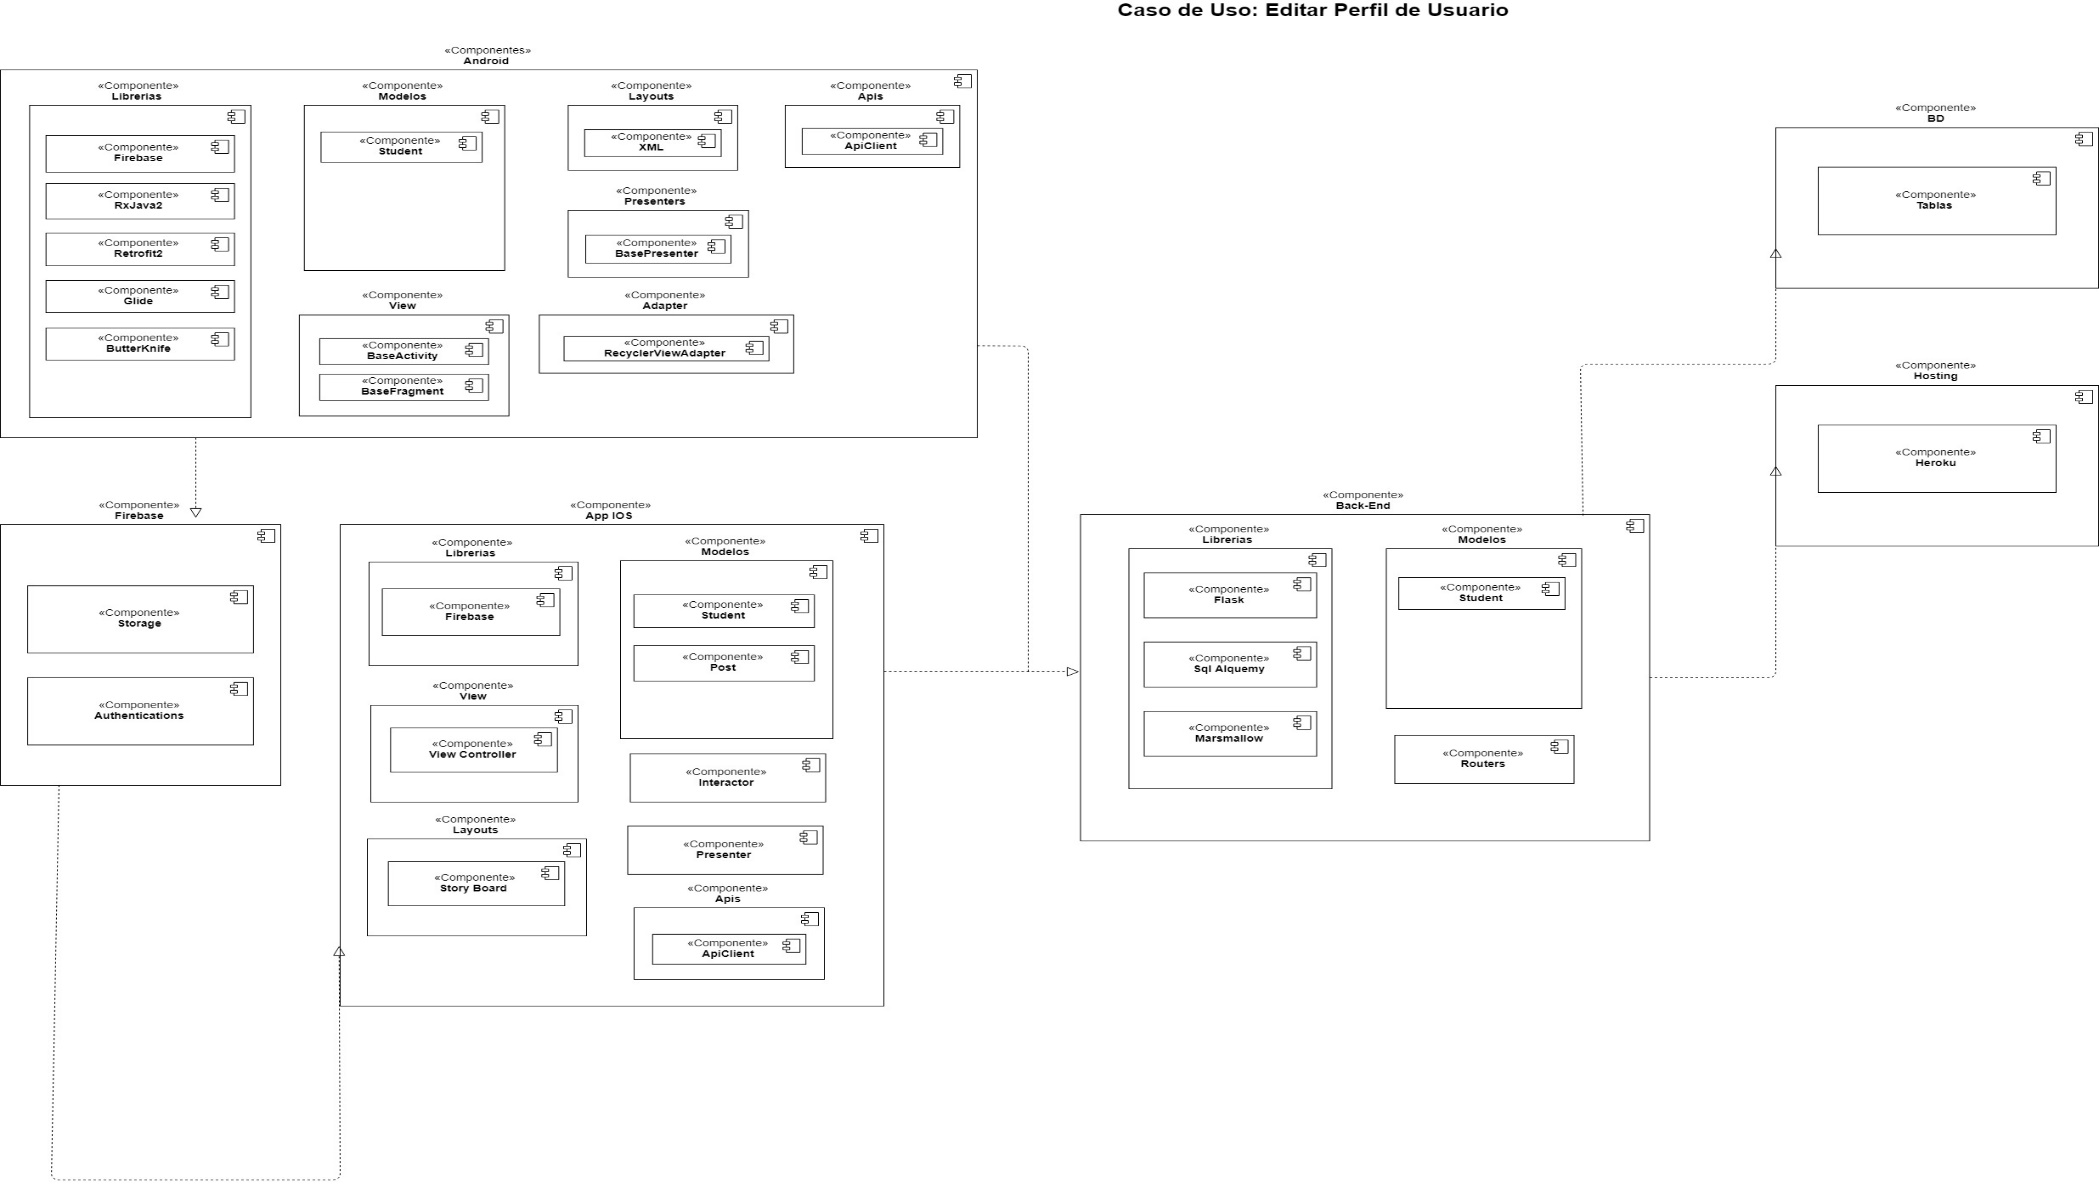 Caso de Uso: Editar Perfil de Usuario
«Componentes»
Android
«Componente»
Librerias
«Componente»
Firebase
«Componente»
RxJava2
«Componente»
Retrofit2
«Componente»
Glide
«Componente»
ButterKnife
«Componente»
Modelos
«Componente»
Student
«Componente»
View
«Componente»
BaseActivity
«Componente»
BaseFragment
«Componente»
Layouts
«Componente»
XML
«Componente»
Presenters
«Componente»
BasePresenter
«Componente»
Adapter
«Componente»
RecyclerViewAdapter
«Componente»
Apis
«Componente»
ApiClient
«Componente»
Firebase
«Componente»
Storage
«Componente»
Authentications
«Componente»
App IOS
«Componente»
Librerias
«Componente»
Firebase
«Componente»
View
«Componente»
View Controller
«Componente»
Layouts
«Componente»
Story Board
«Componente»
Modelos
«Componente»
Student
«Componente»
Post
«Componente»
Interactor
«Componente»
Presenter
«Componente»
Apis
«Componente»
ApiClient
«Componente»
Back-End
«Componente»
Librerias
«Componente»
Flask
«Componente»
Sql Alquemy
«Componente»
Marsmallow
«Componente»
Modelos
«Componente»
Student
«Componente»
Routers
«Componente»
BD
«Componente»
Tablas
«Componente»
Hosting
«Componente»
Heroku